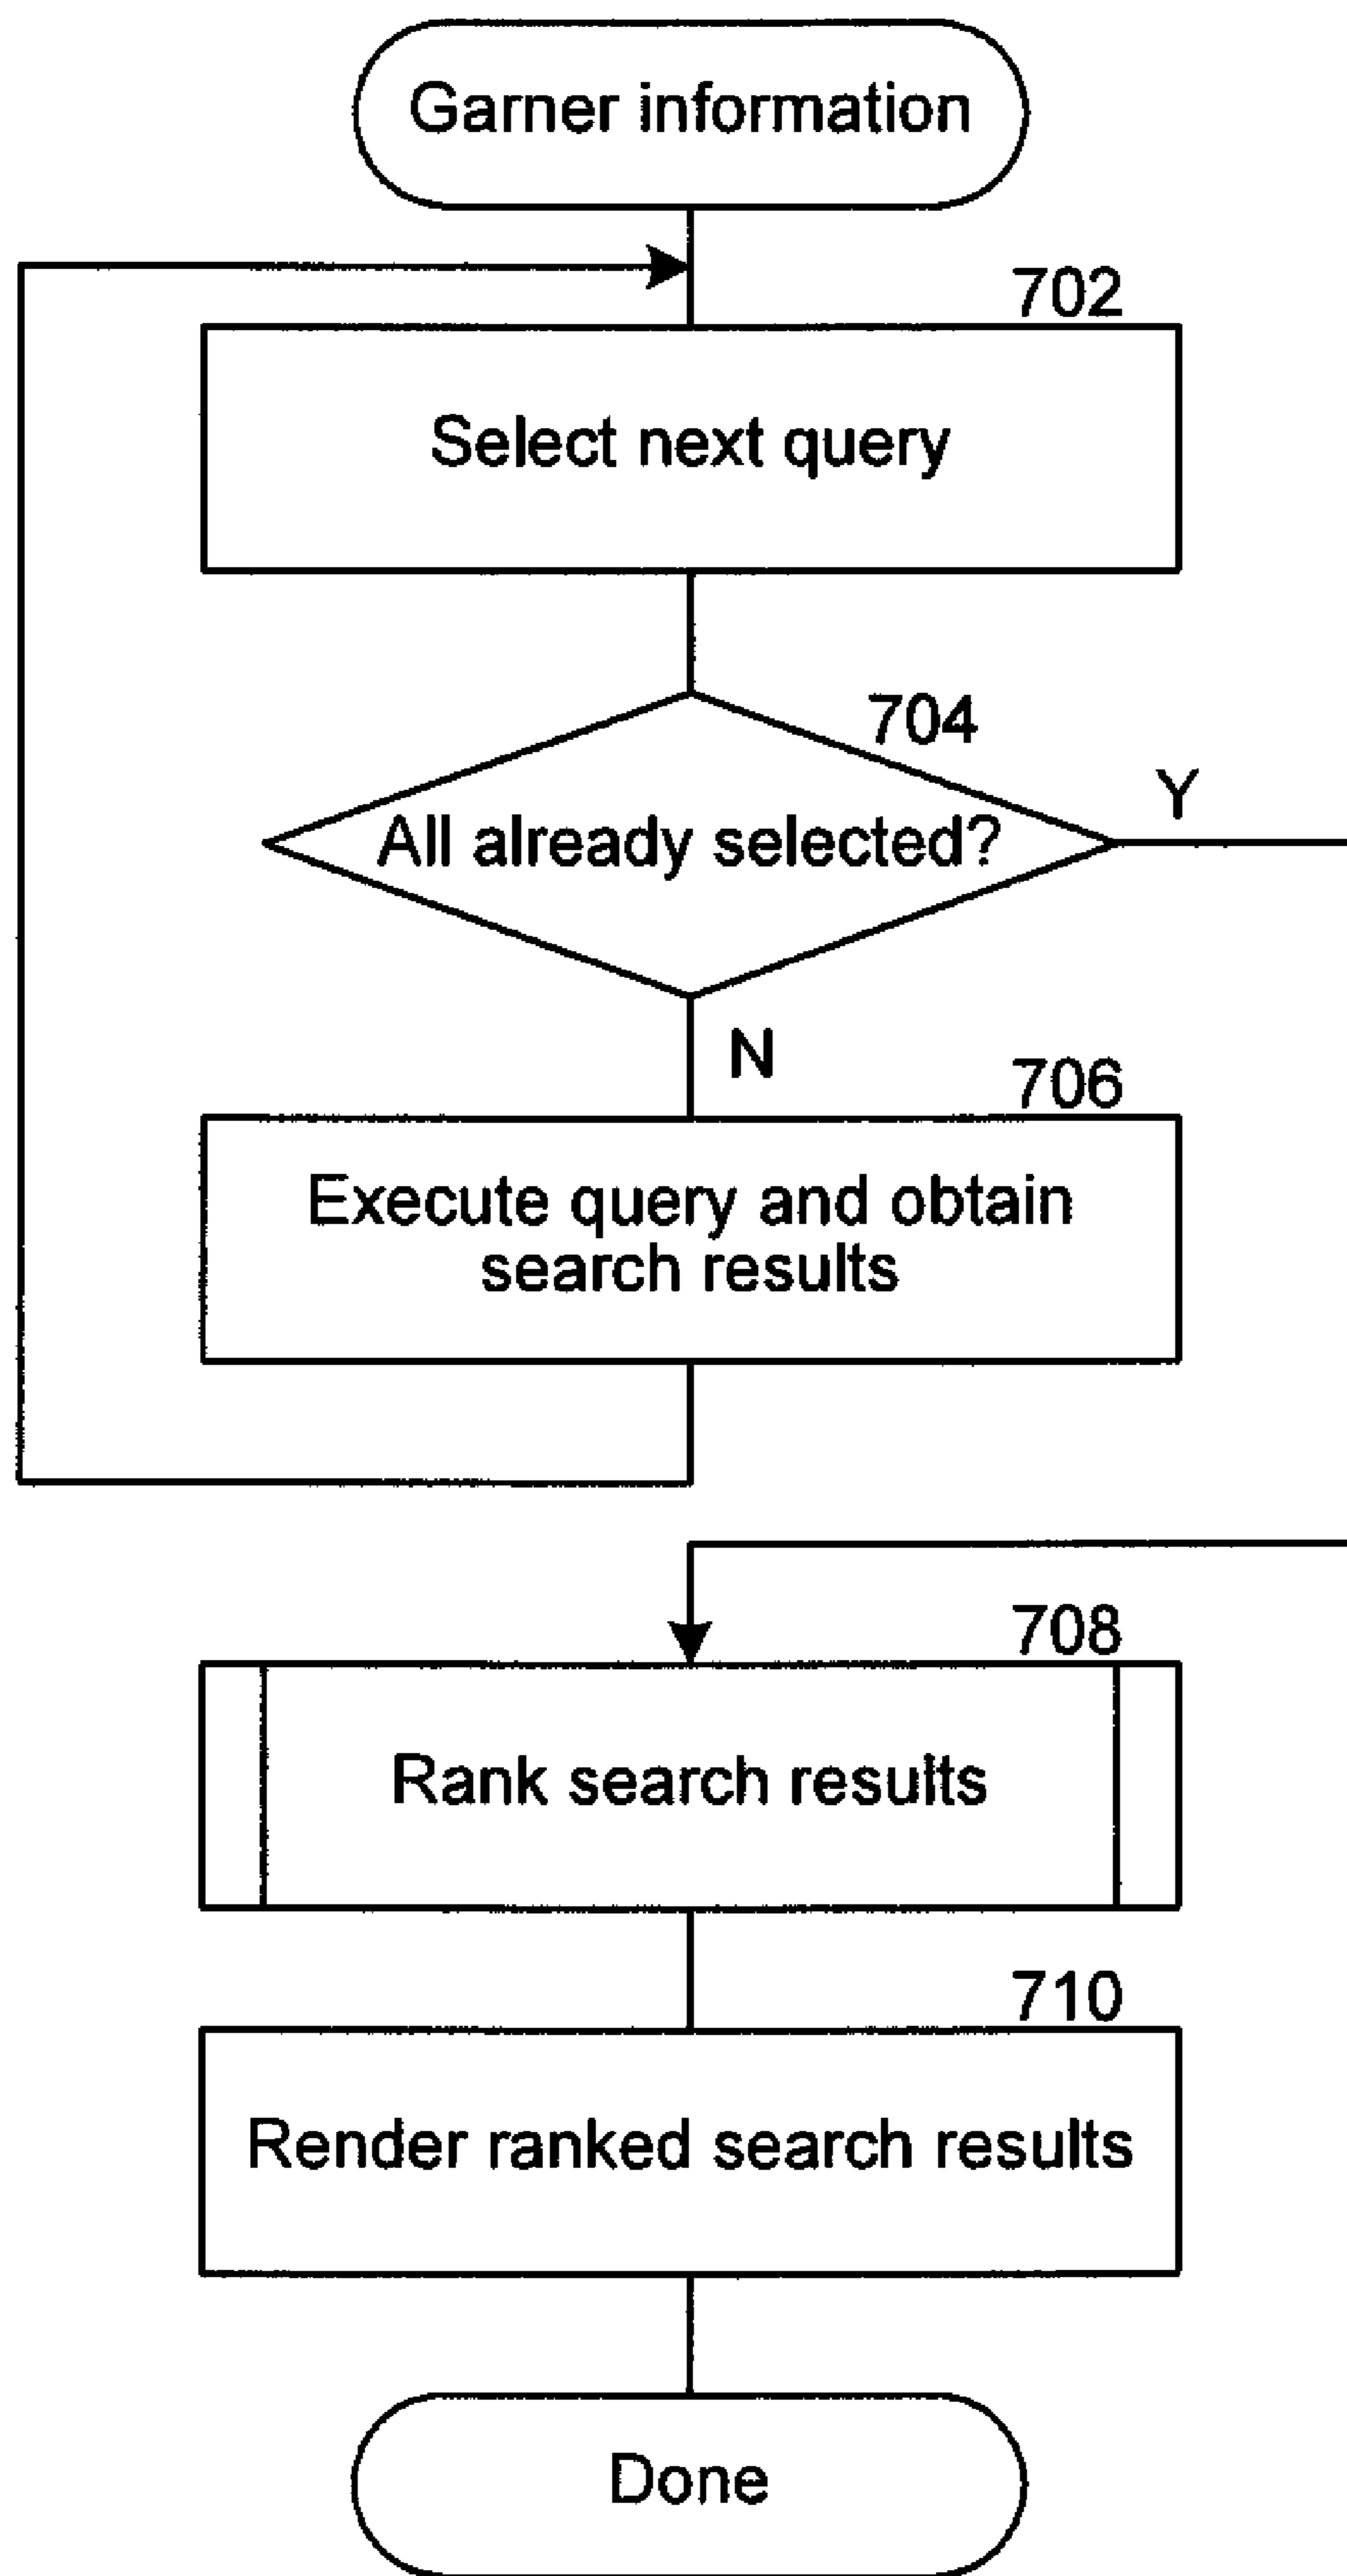 Garner information
702
Select next query
704
All already selected?
Y
N
706
Execute query and obtain
search results
708
Rank search results
710
Render ranked search results
Done